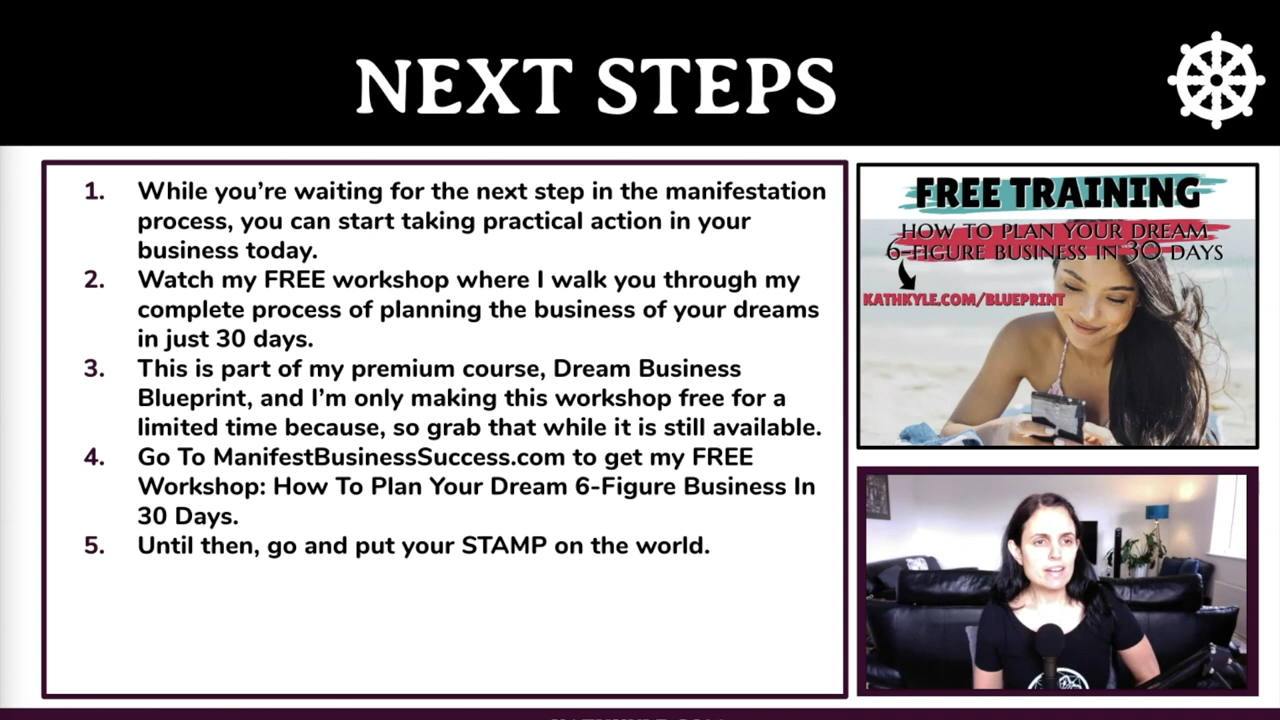 NEXT STEPS
1. While you’re waiting for the next step in the manifestation
process, you can start taking practical action in your
business today.
2. Watch my FREE workshop where I walk you through my
complete process of planning the business of your dreams
in just 30 days.
3. This is part of my premium course, Dream Business
Blueprint, and I’m only making this workshop free for a
limited time because, so grab that while it is still available.
4. Go To ManifestBusinessSuccess.com to get my FREE
Workshop: How To Plan Your Dream 6-Figure Business In
30 Days.
5. Until then, go and put your STAMP on the world.
FREE TRAINING
HOW TO PLAN YOUR DREAM
6-FIGURE BUSINESS IN 30 DAYS
KATHKYLE.COM/BLUEPRINT